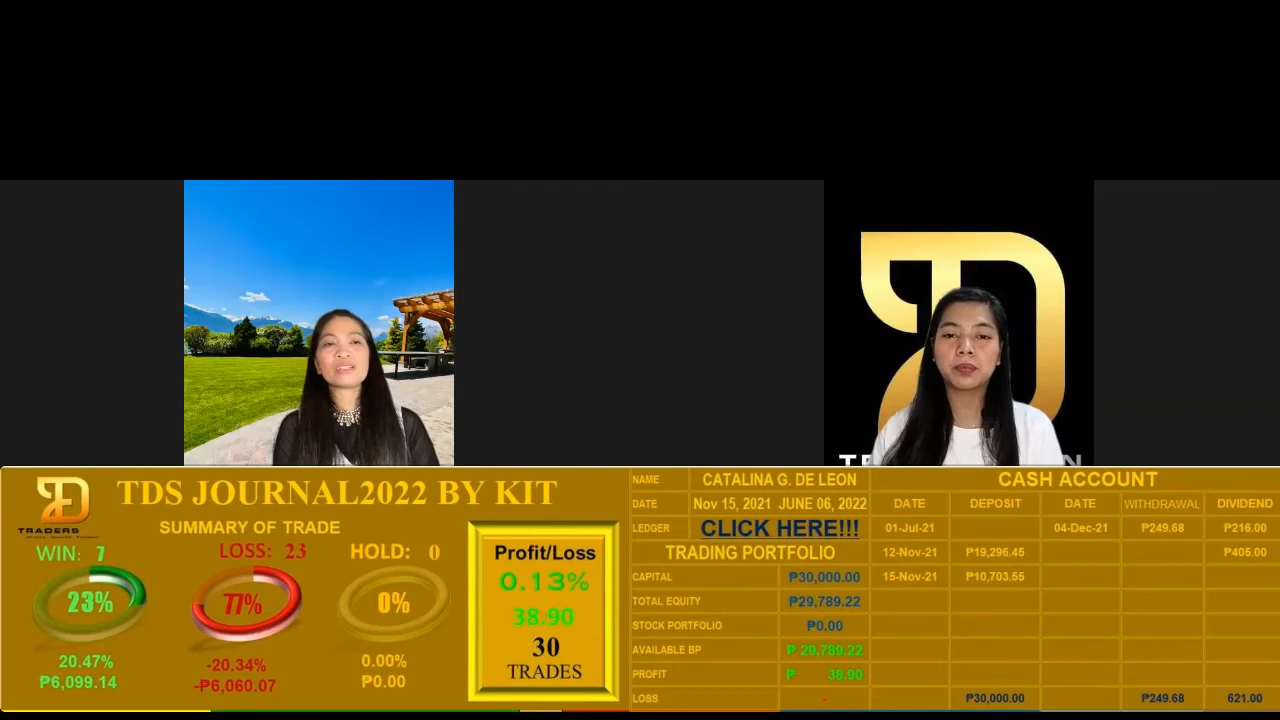 TDS JOURNAL2022 BY KIT
TRADERS
SUMMARY OF TRADE
WIN: 7
LOSS: 23
HOLD: 0
23%
77%
0%
20.47%
₱6,099.14
-20.34%
-₱6,060.07
0.00%
₱0.00
Profit/Loss
0.13%
38.90
30
TRADES
NAME CATALINA G. DE LEON
DATE Nov 15, 2021 JUNE 06, 2022
LEDGER CLICK HERE!!!
TRADING PORTFOLIO
CAPITAL ₱30,000.00
TOTAL EQUITY ₱29,789.22
STOCK PORTFOLIO ₱0.00
AVAILABLE BP ₱ 29,789.22
PROFIT ₱ 38.90
LOSS -
CASH ACCOUNT
DATE DEPOSIT DATE WITHDRAWAL DIVIDEND
01-Jul-21 04-Dec-21 ₱249.68 ₱216.00
12-Nov-21 ₱19,296.45 ₱405.00
15-Nov-21 ₱10,703.55
₱30,000.00 ₱249.68 621.00